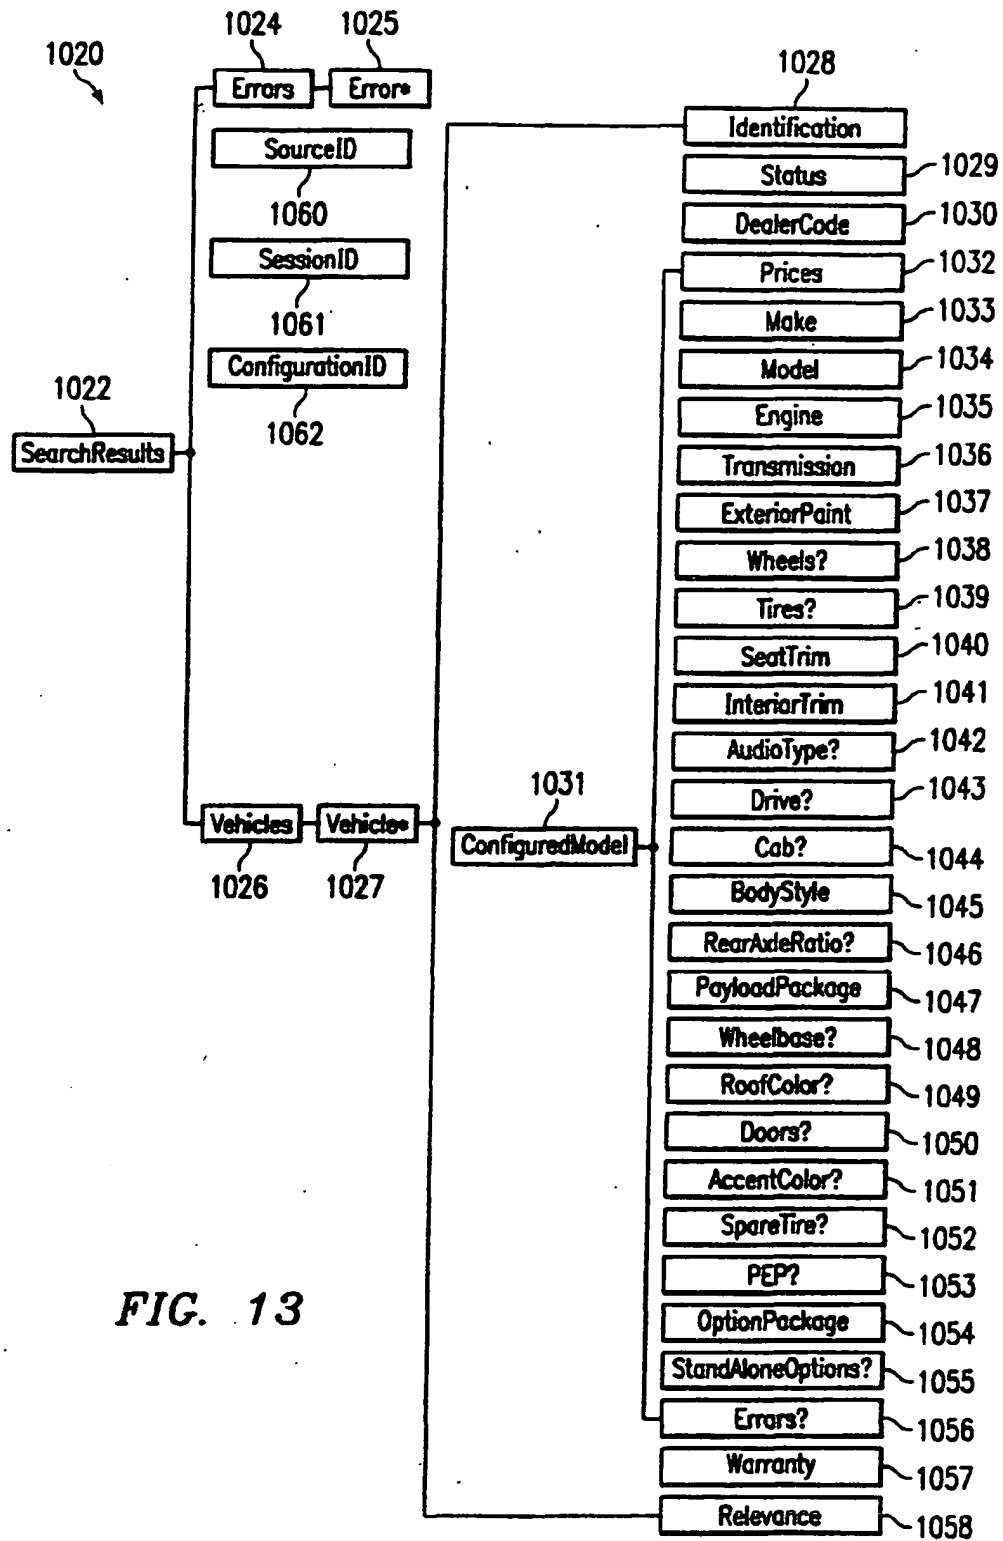 1020
1024
1025
Errors
Error*
SourceID
1060
SessionID
1061
ConfigurationID
1062
1022
SearchResults
Vehicles
1026
Vehicle*
1027
1031
ConfiguredModel
1028
Identification
Status 1029
DealerCode 1030
Prices 1032
Make 1033
Model 1034
Engine 1035
Transmission 1036
ExteriorPaint 1037
Wheels? 1038
Tires? 1039
SeatTrim 1040
InteriorTrim 1041
AudioType? 1042
Drive? 1043
Cab? 1044
BodyStyle 1045
RearAxleRatio? 1046
PayloadPackage 1047
Wheelbase? 1048
RoofColor? 1049
Doors? 1050
AccentColor? 1051
SpareTire? 1052
PEP? 1053
OptionPackage 1054
StandAloneOptions? 1055
Errors? 1056
Warranty 1057
Relevance 1058
FIG. 13